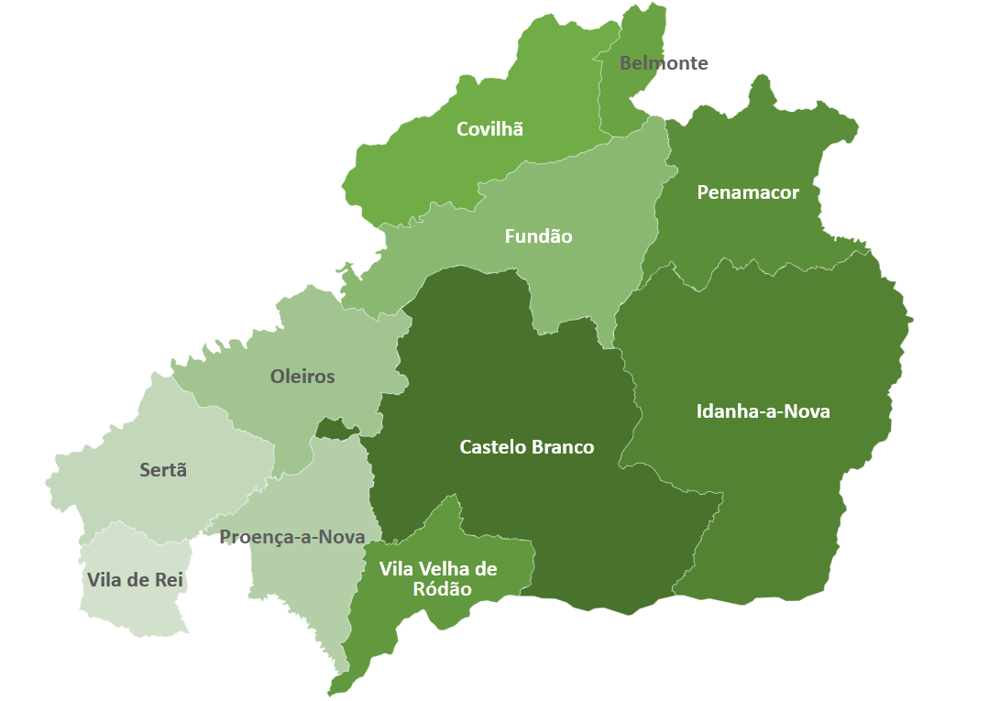 Belmonte
Covilhã
Penamacor
Fundão
Oleiros
Idanha-a-Nova
Castelo Branco
Sertã
Proença-a-Nova
Vila Velha de
Ródão
Vila de Rei